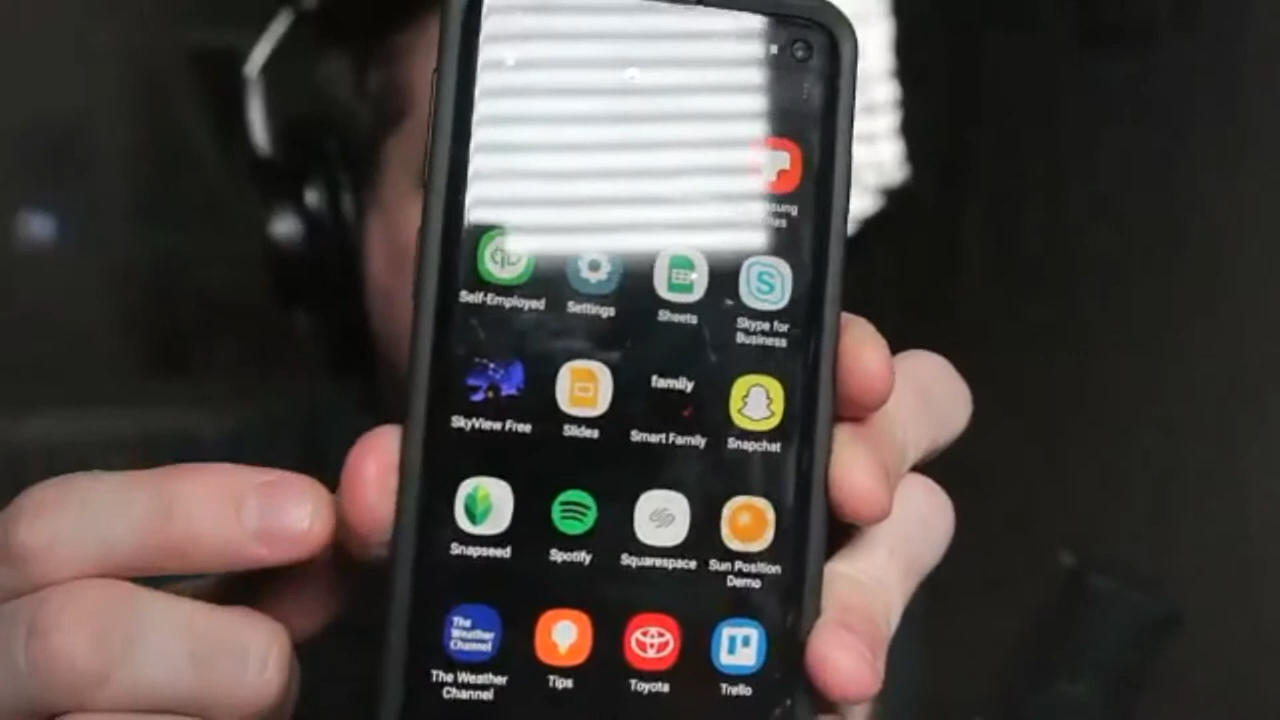 Self-Employed
Settings
Sheets
Skype for
Business
SkyView Free
Slides
family
Smart Family
Snapchat
Snapseed
Spotify
Squarespace
Sun Position
Demo
The
Weather
Channel
The Weather
Channel
Tips
Toyota
Trello